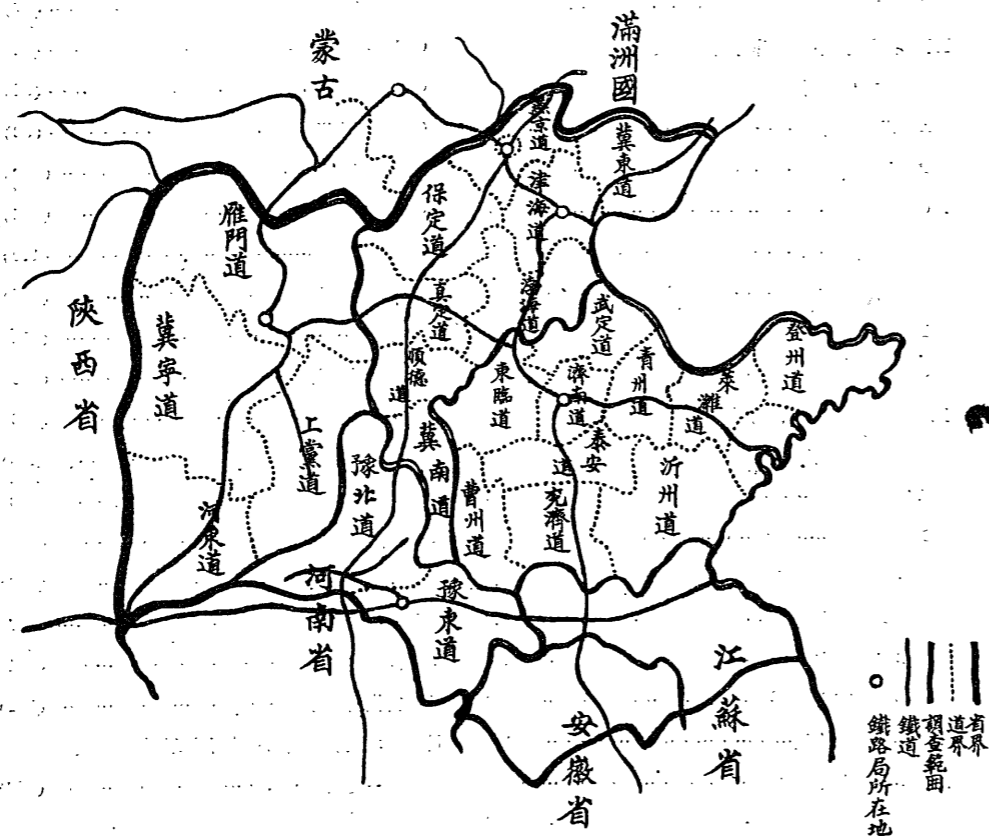 蒙古
滿洲國
燕京道
冀東道
津海道
保定道
雁門道
渤海道
武定道
真定道
登州道
陝西省
冀寧道
順德道
東臨道
濟南道
青州道
萊濰道
上黨道
豫北道
冀南道
泰安道
沂州道
曹州道
兗濟道
河東道
河南省
豫東道
江蘇省
安徽省
省界
道界
調查範囲
鐵道
鐵路局所在地